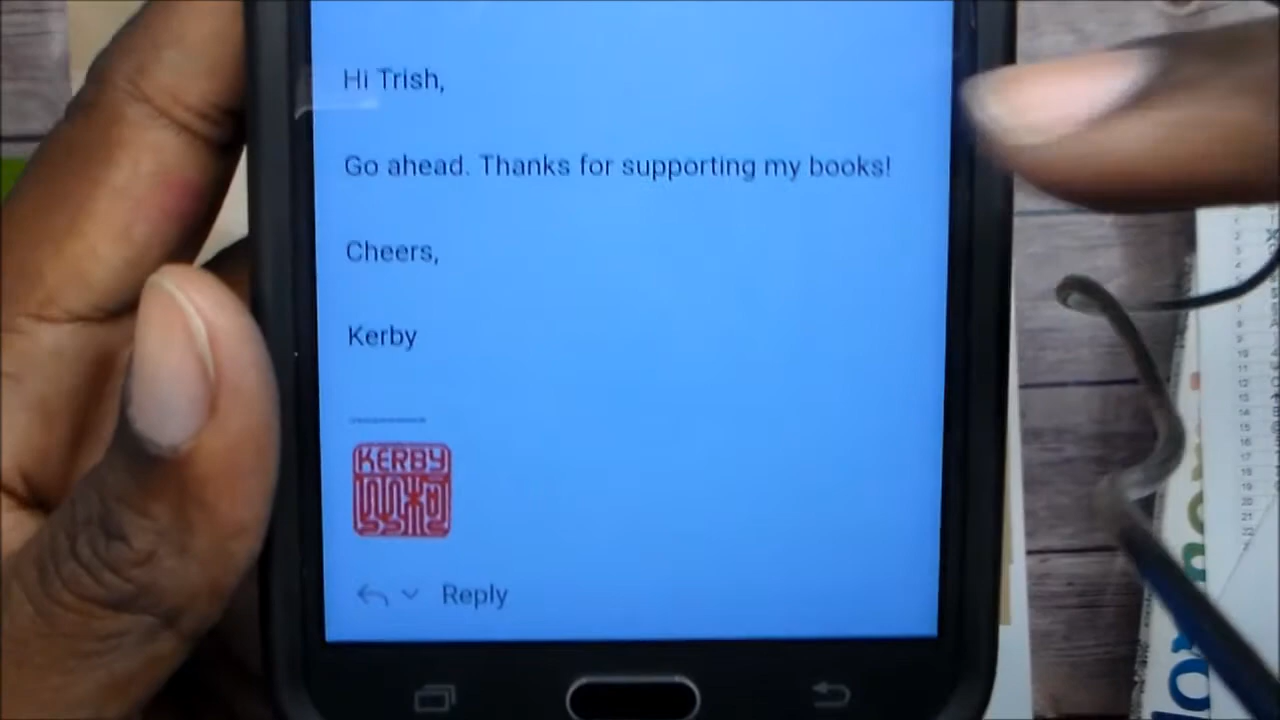 Hi Trish,
Go ahead. Thanks for supporting my books!
Cheers,
Kerby
KERBY
Reply